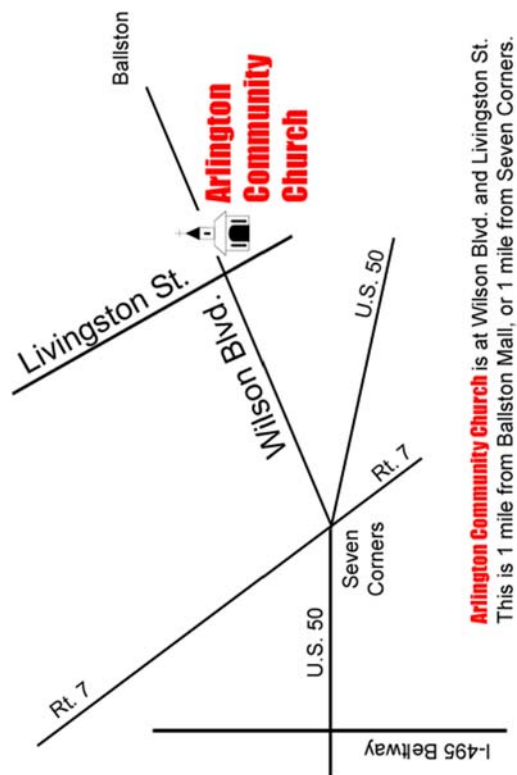 Ballston
Arlington
Community
Church
Livingston St.
Wilson Blvd.
U.S. 50
Rt. 7
Rt. 7
Seven
Corners
U.S. 50
I-495 Beltway
Arlington Community Church is at Wilson Blvd. and Livingston St.
This is 1 mile from Ballston Mall, or 1 mile from Seven Corners.